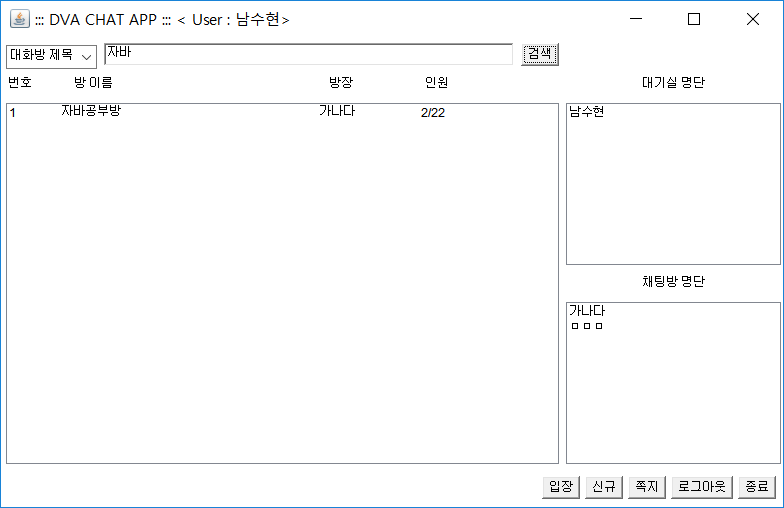 ::: DVA CHAT APP ::: < User : 남수현>
대화방 제목 자바 검색
번호 방 이름 방장 인원 대기실 명단
1 자바공부방 가나다 2/22 남수현
채팅방 명단
가나다
ㅁㅁㅁ
입장 신규 쪽지 로그아웃 종료